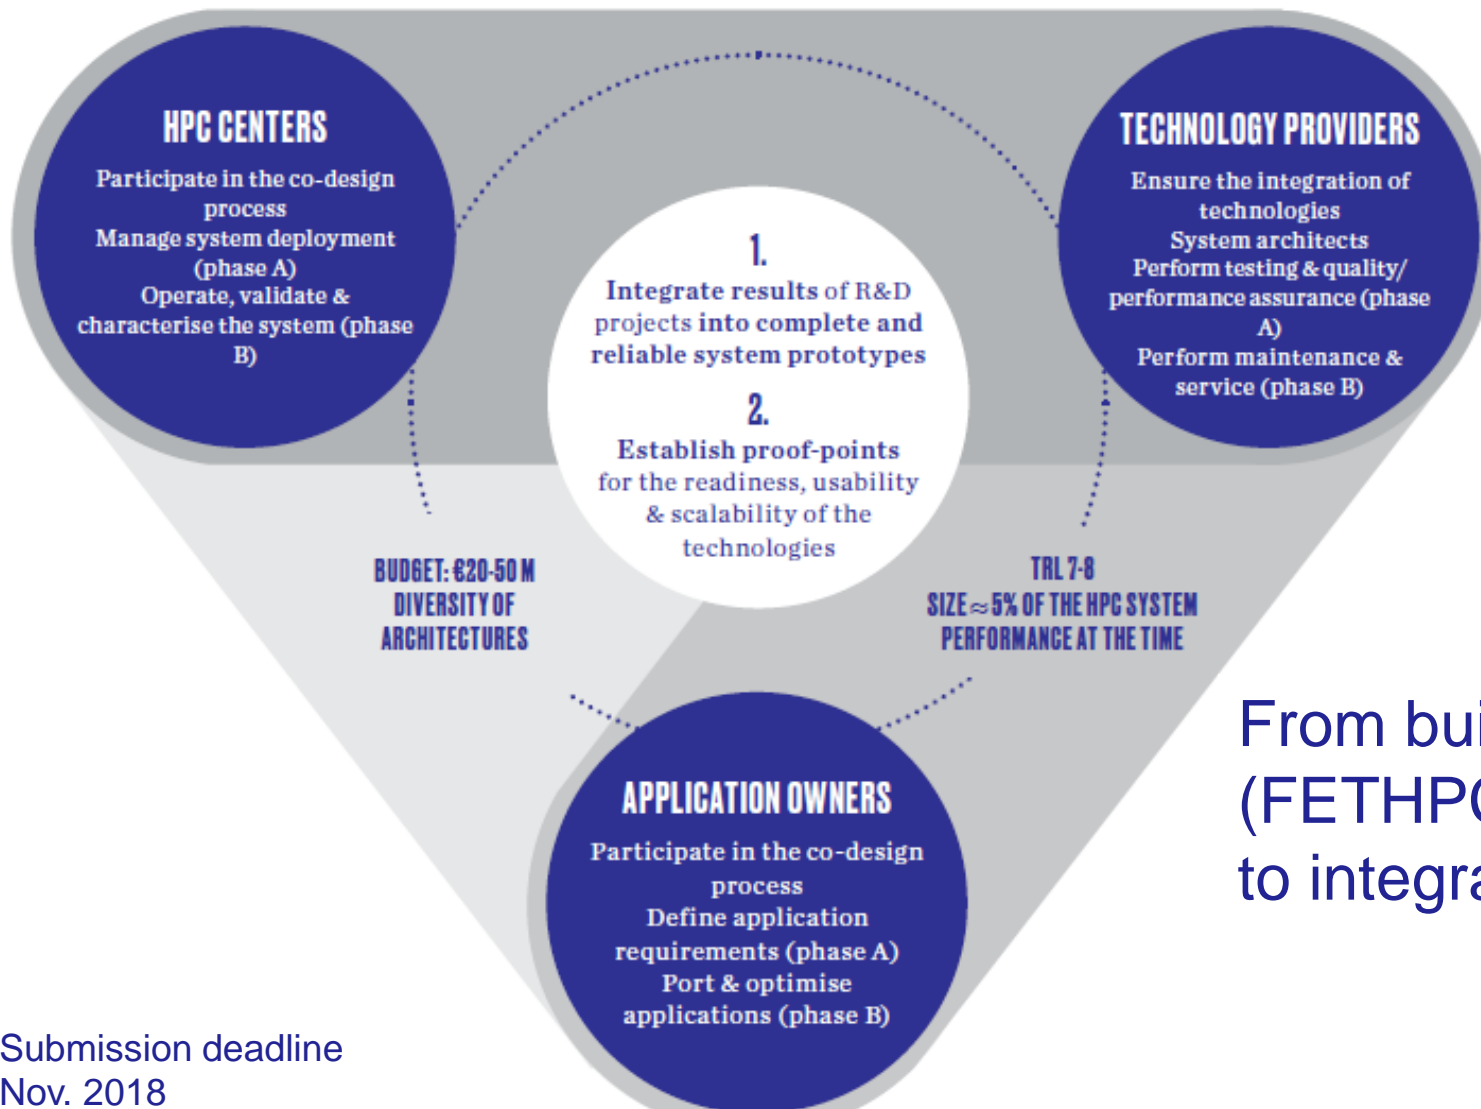 HPC CENTERS
Participate in the co-design
process
Manage system deployment
(phase A)
Operate, validate &
characterise the system (phase
B)
TECHNOLOGY PROVIDERS
Ensure the integration of
technologies
System architects
Perform testing & quality/
performance assurance (phase
A)
Perform maintenance &
service (phase B)
1.
Integrate results of R&D
projects into complete and
reliable system prototypes
2.
Establish proof-points
for the readiness, usability
& scalability of the
technologies
BUDGET: €20-50 M
DIVERSITY OF
ARCHITECTURES
TRL 7-8
SIZE ≈ 5% OF THE HPC SYSTEM
PERFORMANCE AT THE TIME
APPLICATION OWNERS
Participate in the co-design
process
Define application
requirements (phase A)
Port & optimise
applications (phase B)
From
to
Submission deadline
Nov. 2018